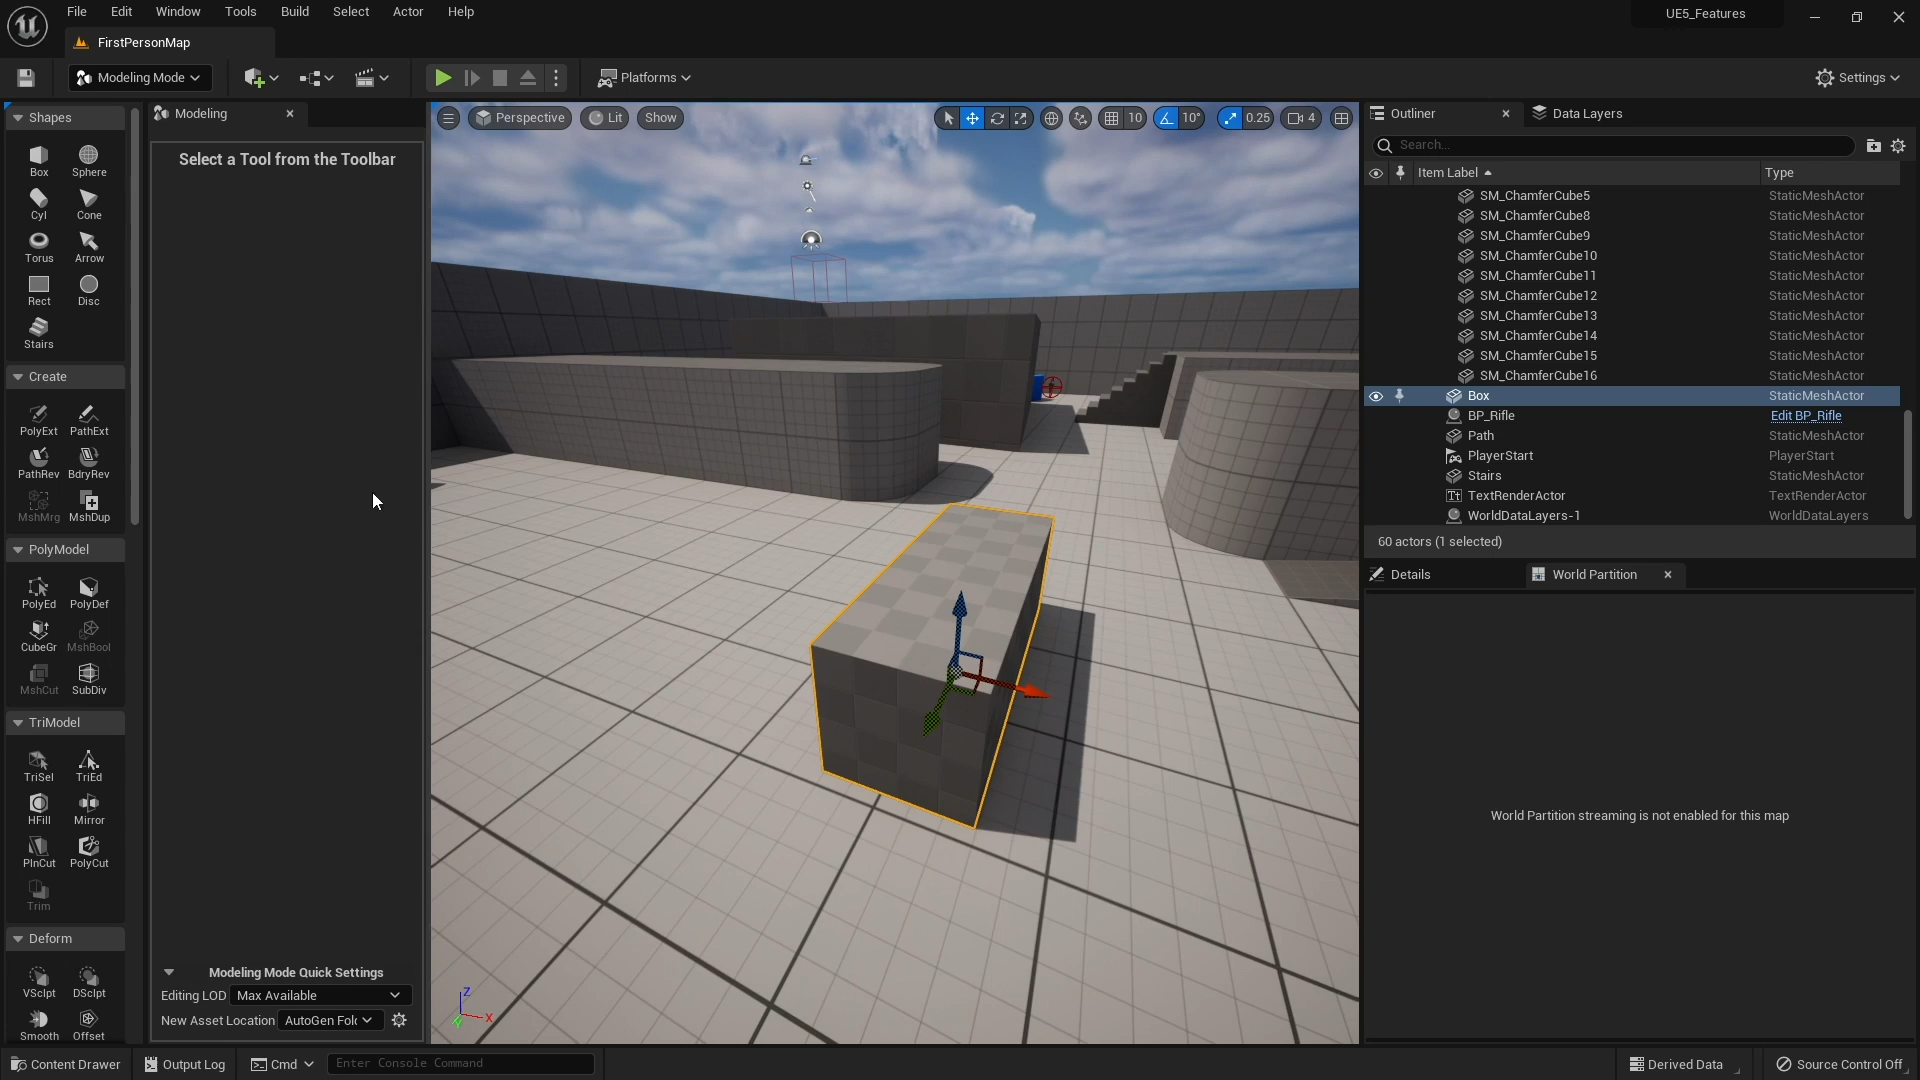 File Edit Window Tools Build Select Actor Help
UE5_Features
FirstPersonMap
Modeling Mode
Platforms
Settings
Shapes
Box Sphere
Cyl Cone
Torus Arrow
Rect Disc
Stairs
Create
PolyExt PathExt
PathRev BdryRev
MshMrg MshDup
PolyModel
PolyEd PolyDef
CubeGr MshBool
MshCut SubDiv
TriModel
TriSel TriEd
HFill Mirror
PlnCut PolyCut
Trim
Deform
VSclpt DSclpt
Smooth Offset
Modeling
Select a Tool from the Toolbar
Modeling Mode Quick Settings
Editing LOD Max Available
New Asset Location AutoGen Folc
Perspective Lit Show 10 10° 0.25 4
Z
X
Y
Outliner Data Layers
Search...
Item Label Type
SM_ChamferCube5 StaticMeshActor
SM_ChamferCube8 StaticMeshActor
SM_ChamferCube9 StaticMeshActor
SM_ChamferCube10 StaticMeshActor
SM_ChamferCube11 StaticMeshActor
SM_ChamferCube12 StaticMeshActor
SM_ChamferCube13 StaticMeshActor
SM_ChamferCube14 StaticMeshActor
SM_ChamferCube15 StaticMeshActor
SM_ChamferCube16 StaticMeshActor
Box StaticMeshActor
BP_Rifle Edit BP_Rifle
Path StaticMeshActor
PlayerStart PlayerStart
Stairs StaticMeshActor
TextRenderActor TextRenderActor
WorldDataLayers-1 WorldDataLayers
60 actors (1 selected)
Details World Partition
World Partition streaming is not enabled for this map
Content Drawer Output Log Cmd Enter Console Command Derived Data Source Control Off